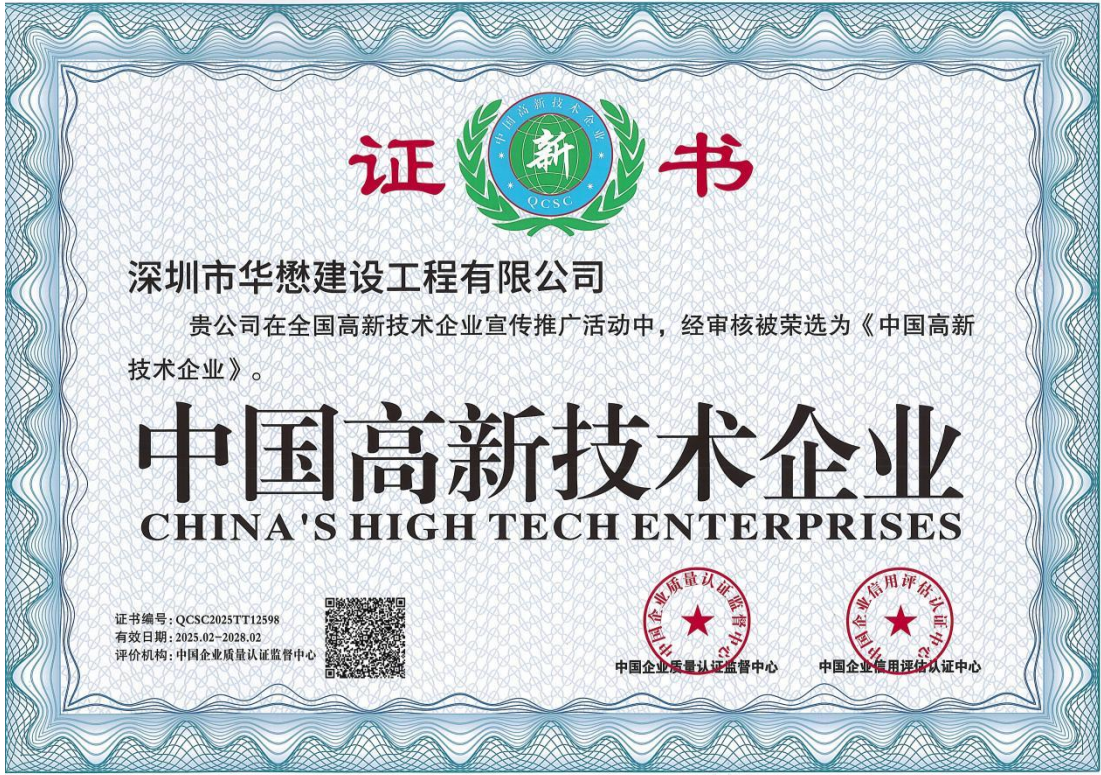 证 书
中国高新技术企业
新
QCSC
深圳市华懋建设工程有限公司
贵公司在全国高新技术企业宣传推广活动中，经审核被荣选为《中国高新
技术企业》。
中国高新技术企业
CHINA'S HIGH TECH ENTERPRISES
证书编号：QCSC2025TT12598
有效日期：2025.02-2028.02
评价机构：中国企业质量认证监督中心
中国企业质量认证监督中心
中国企业质量认证监督中心
中国企业信用评估认证中心
中国企业信用评估认证中心